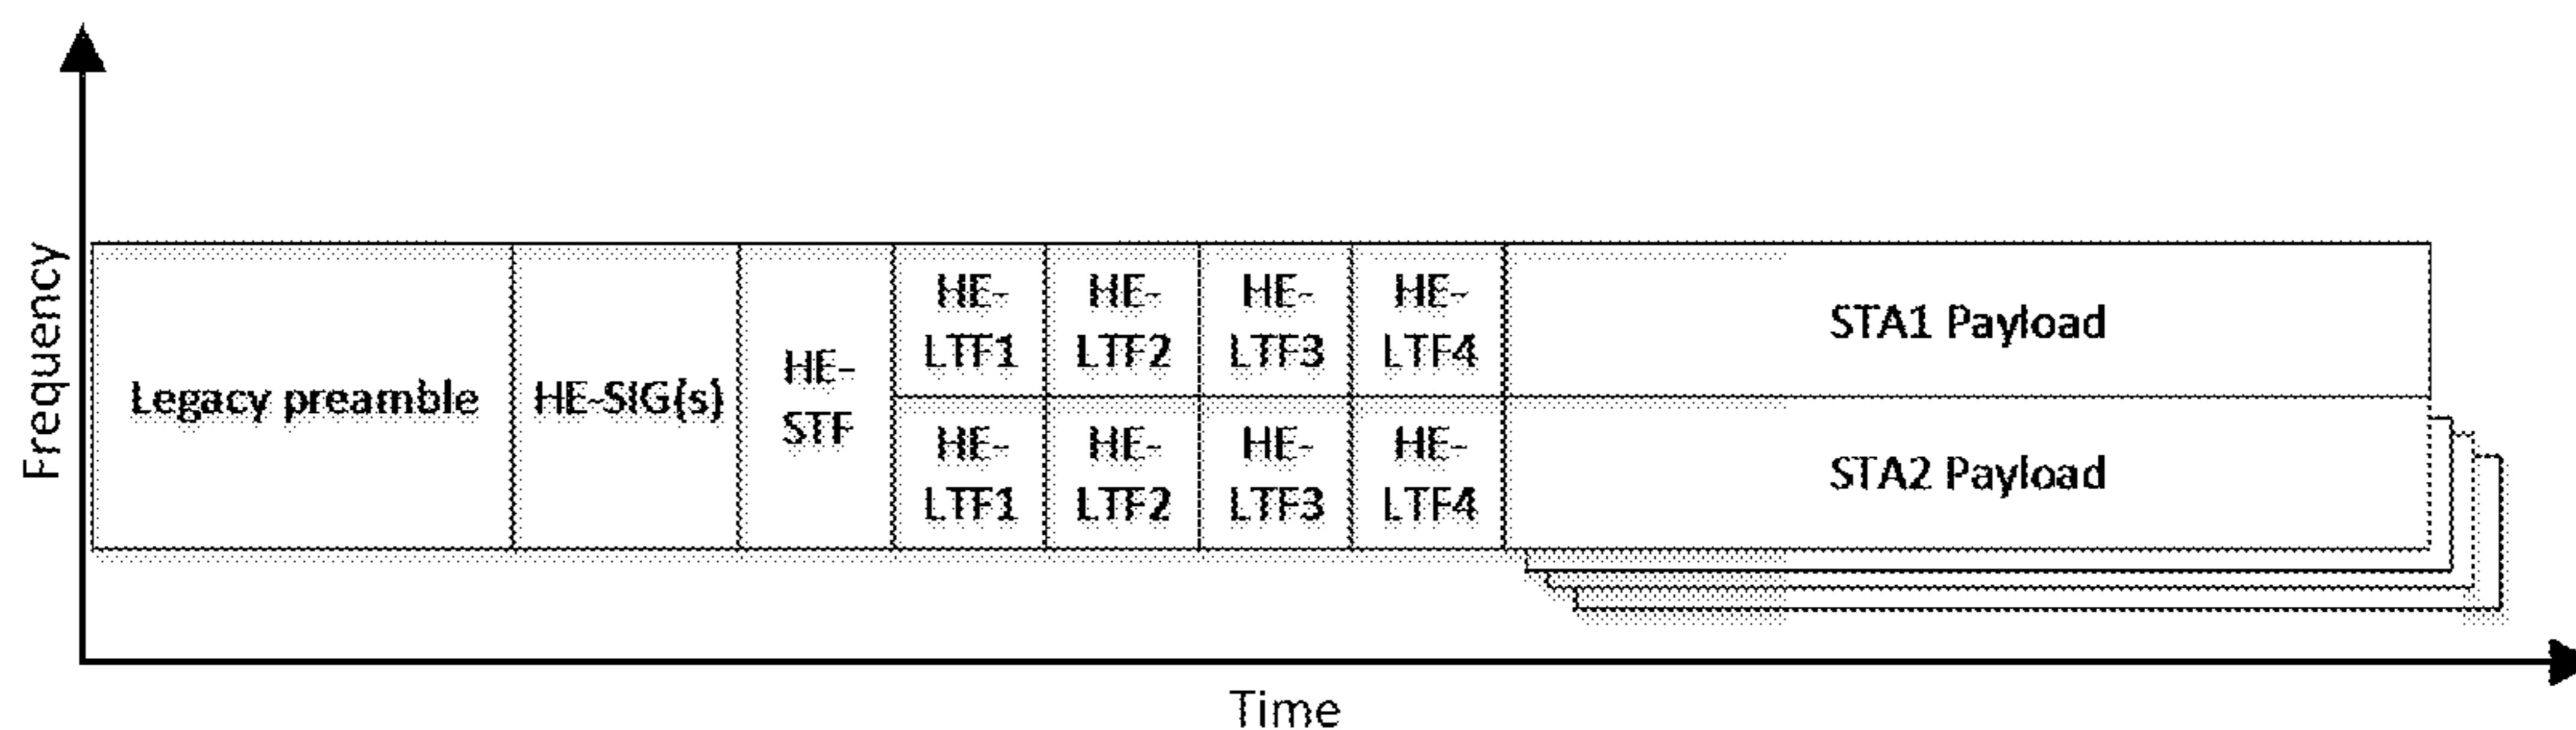 Frequency
Legacy preamble
HE-SIG(s)
HE-
STF
HE-
LTF1
HE-
LTF2
HE-
LTF3
HE-
LTF4
STA1 Payload
HE-
LTF1
HE-
LTF2
HE-
LTF3
HE-
LTF4
STA2 Payload
Time